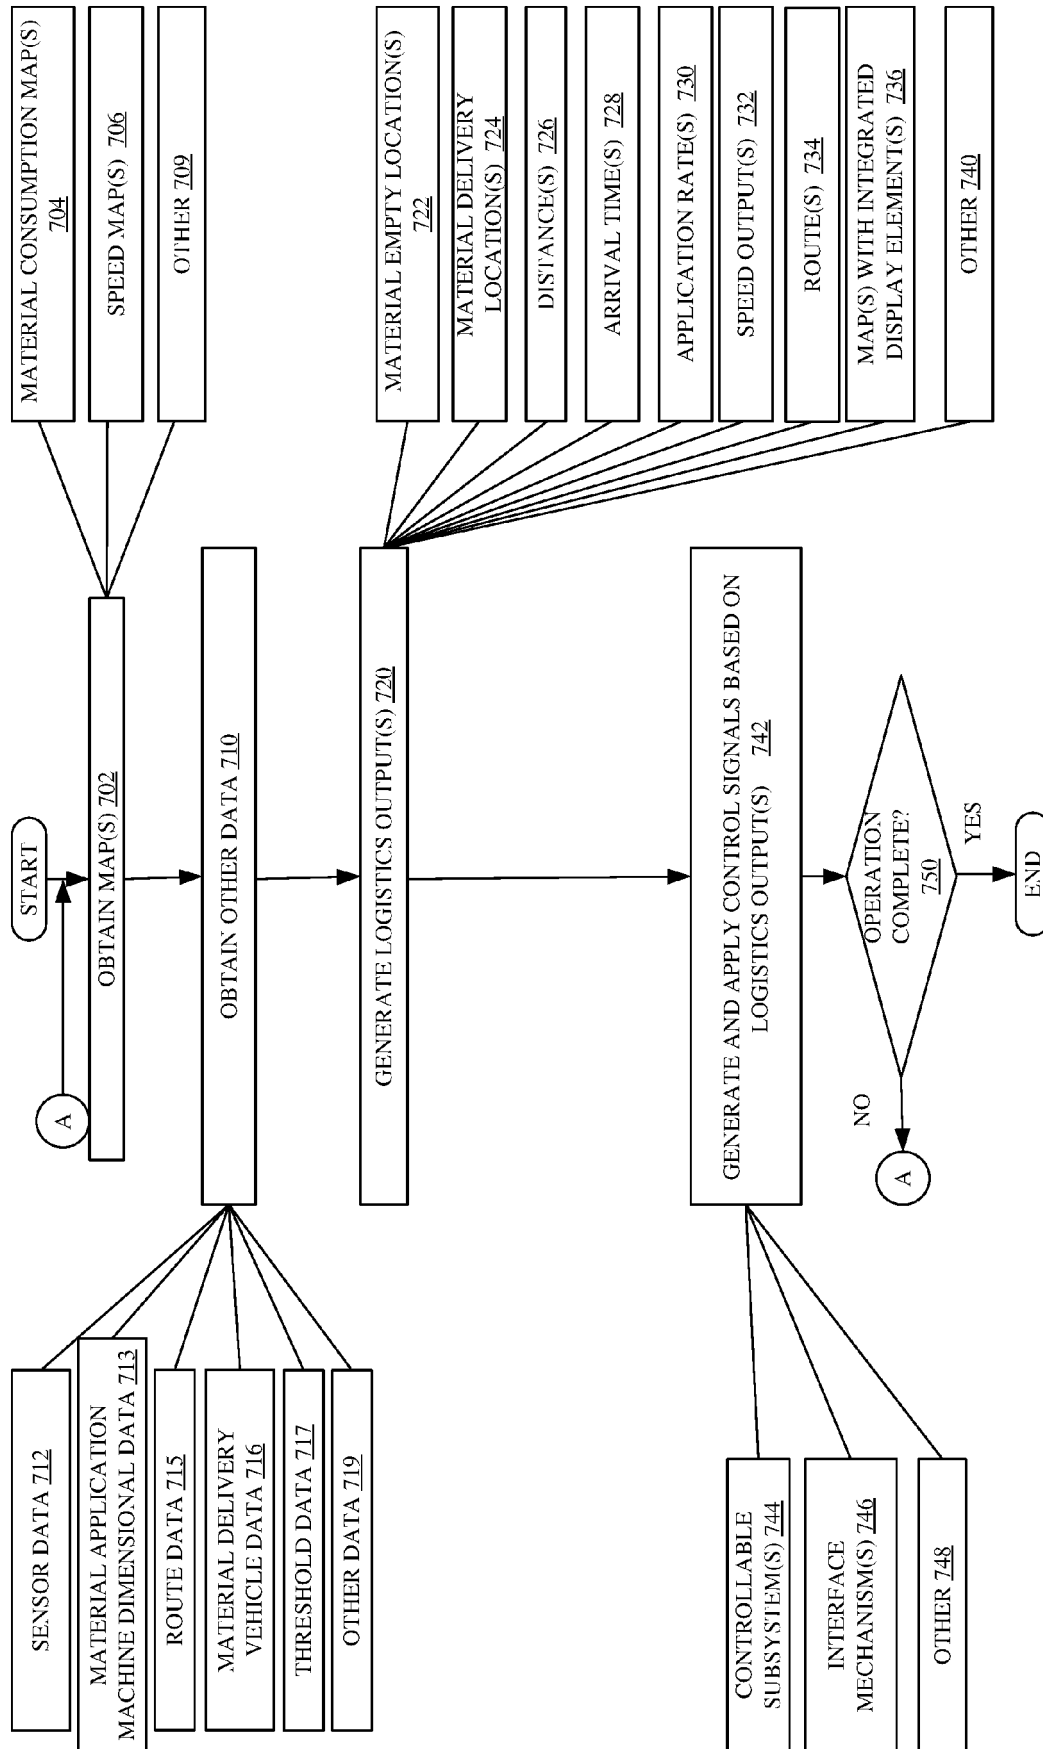 START
A
OBTAIN MAP(S) 702
MATERIAL CONSUMPTION MAP(S)
704
SPEED MAP(S) 706
OTHER 709
OBTAIN OTHER DATA 710
SENSOR DATA 712
MATERIAL APPLICATION
MACHINE DIMENSIONAL DATA 713
ROUTE DATA 715
MATERIAL DELIVERY
VEHICLE DATA 716
THRESHOLD DATA 717
OTHER DATA 719
GENERATE LOGISTICS OUTPUT(S) 720
MATERIAL EMPTY LOCATION(S)
722
MATERIAL DELIVERY
LOCATION(S) 724
DISTANCE(S) 726
ARRIVAL TIME(S) 728
APPLICATION RATE(S) 730
SPEED OUTPUT(S) 732
ROUTE(S) 734
MAP(S) WITH INTEGRATED
DISPLAY ELEMENT(S) 736
OTHER 740
GENERATE AND APPLY CONTROL SIGNALS BASED ON
LOGISTICS OUTPUT(S) 742
CONTROLLABLE
SUBSYSTEM(S) 744
INTERFACE
MECHANISM(S) 746
OTHER 748
OPERATION
COMPLETE?
750
NO
A
YES
END